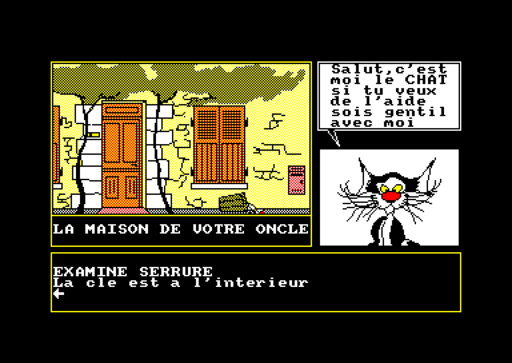 Salut,c'est
moi le CHAT
si tu veux
de l'aide
sois gentil
avec moi
LA MAISON DE VOTRE ONCLE
EXAMINE SERRURE
La cle est a l'interieur